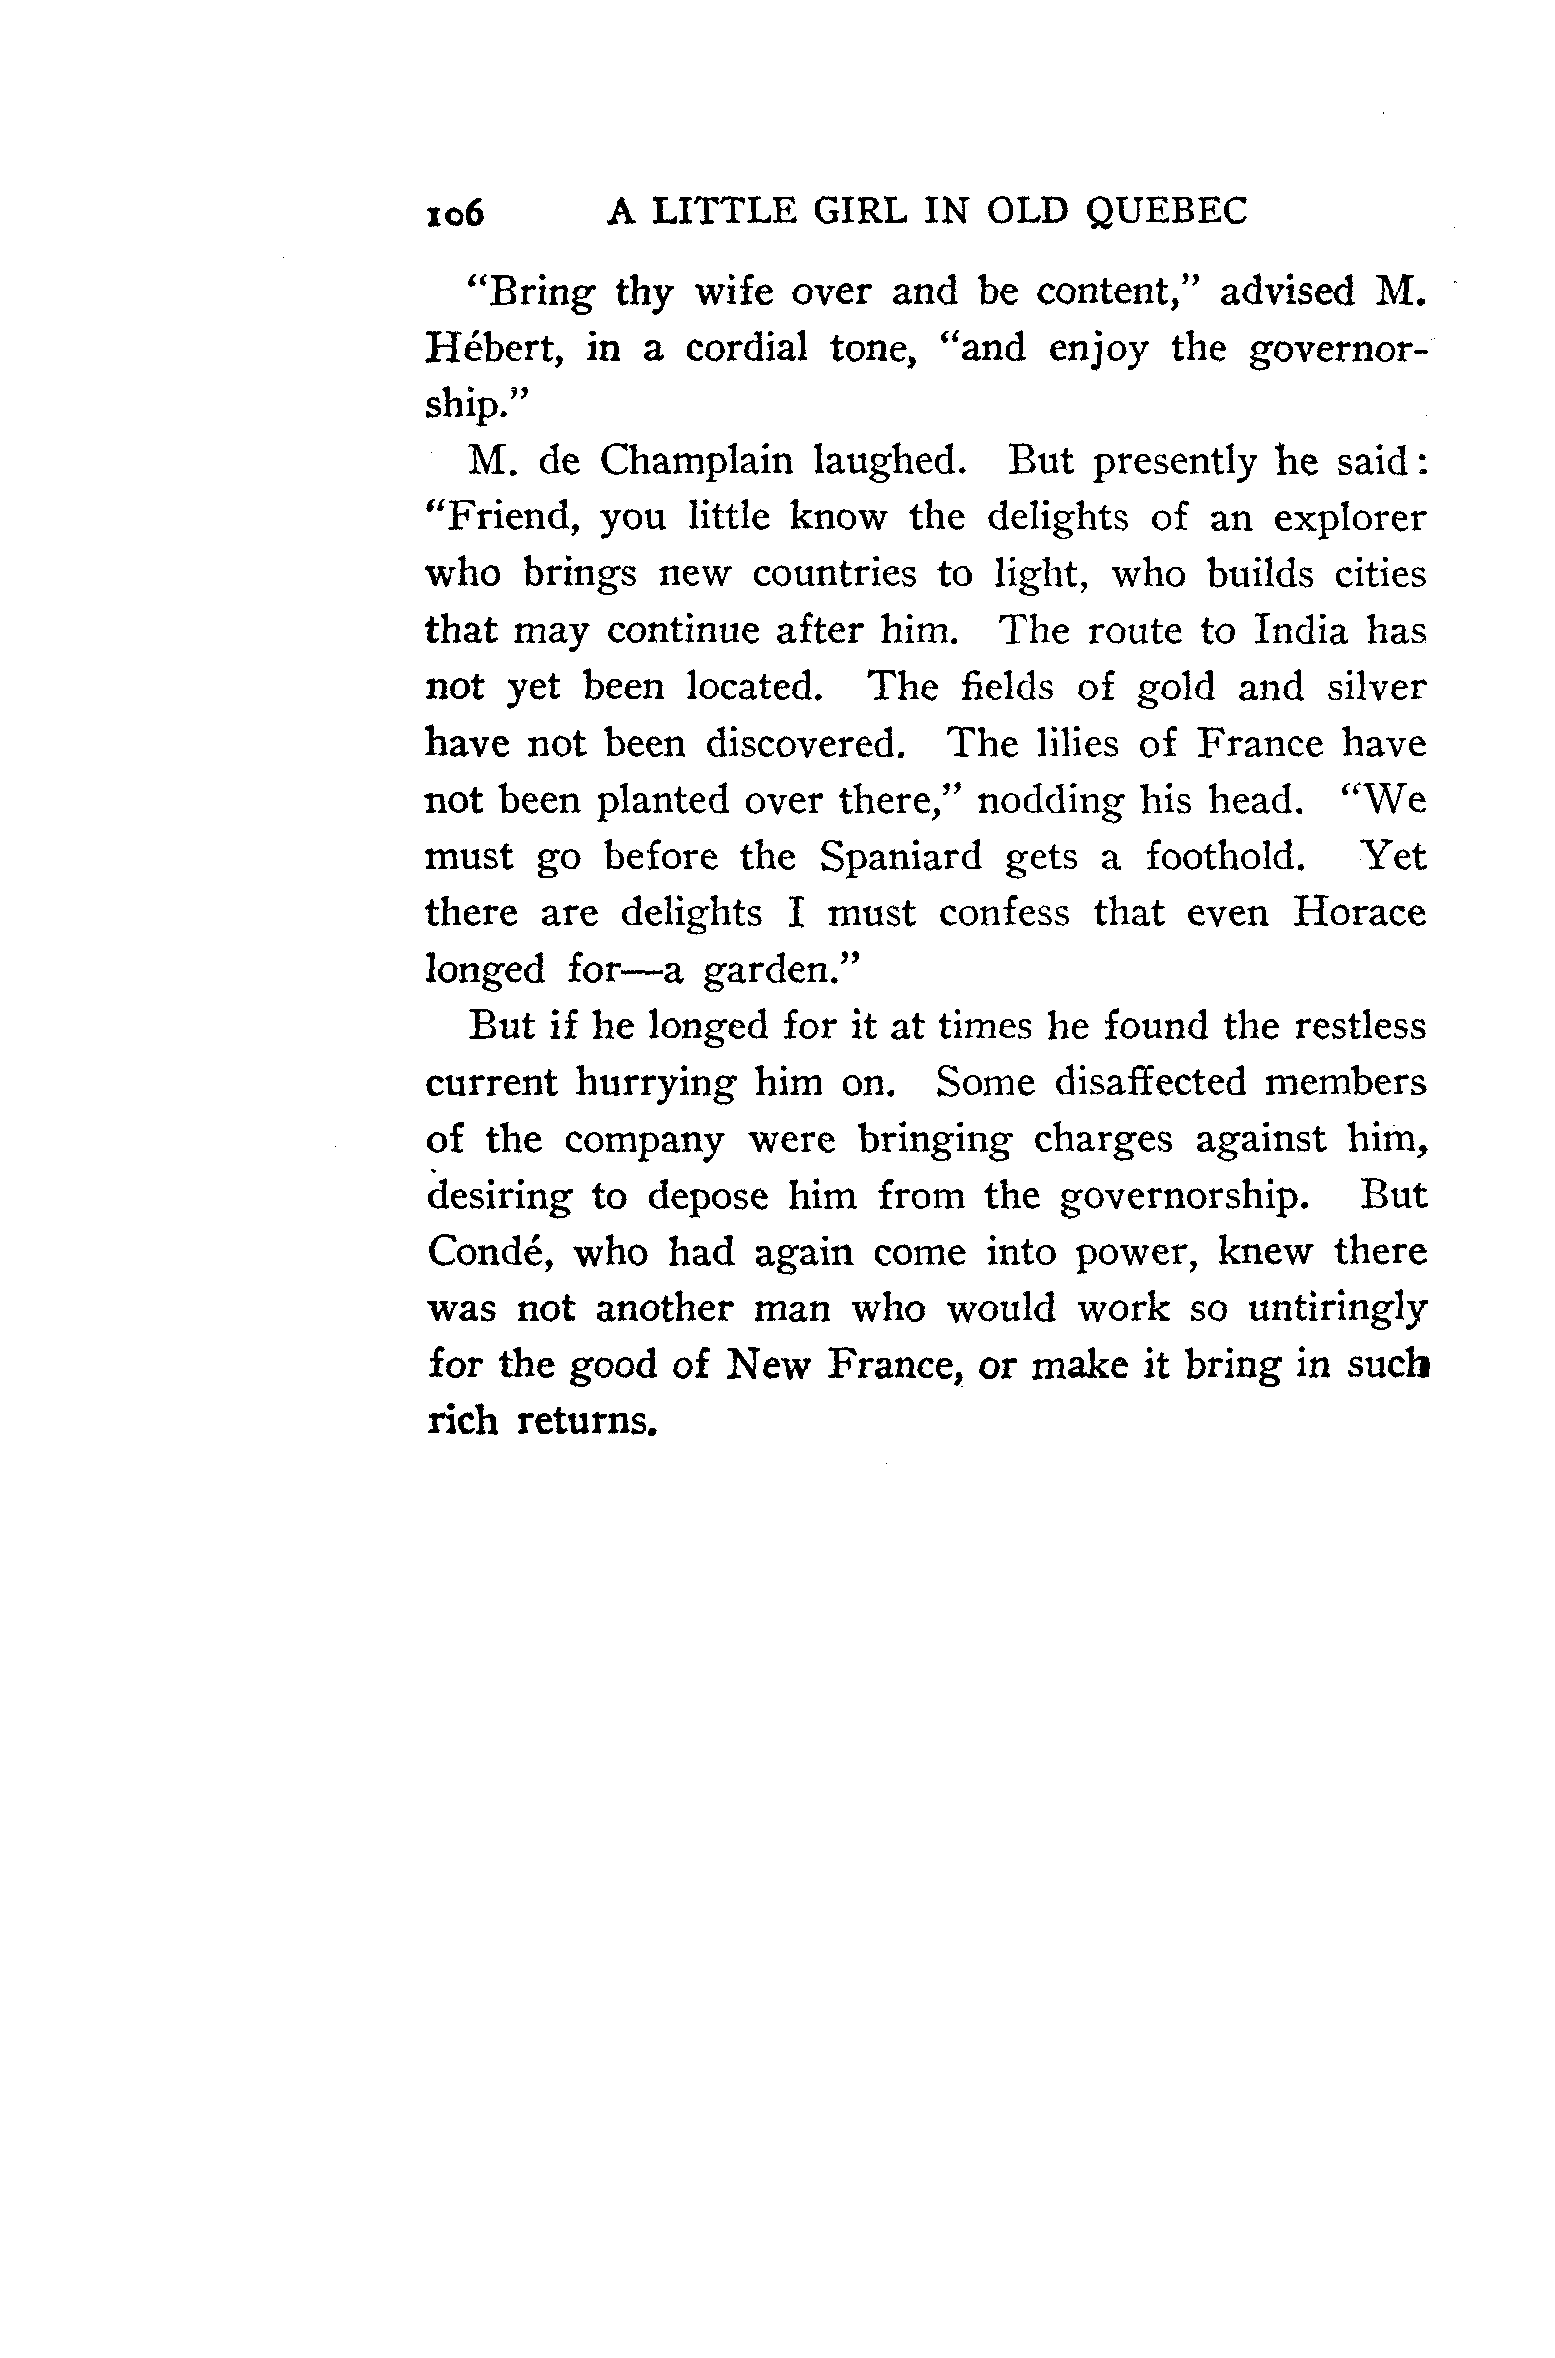 106 A LITTLE GIRL IN OLD QUEBEC
“Bring thy wife over and be content,” advised M.
Hébert, in a cordial tone, “and enjoy the governor-
ship.”
M. de Champlain laughed. But presently he said:
“Friend, you little know the delights of an explorer
who brings new countries to light, who builds cities
that may continue after him. The route to India has
not yet been located. The fields of gold and silver
have not been discovered. The lilies of France have
not been planted over there,” nodding his head. “We
must go before the Spaniard gets a foothold. Yet
there are delights I must confess that even Horace
longed for—a garden.”
But if he longed for it at times he found the restless
current hurrying him on. Some disaffected members
of the company were bringing charges against him,
desiring to depose him from the governorship. But
Condé, who had again come into power, knew there
was not another man who would work so untiringly
for the good of New France, or make it bring in such
rich returns.